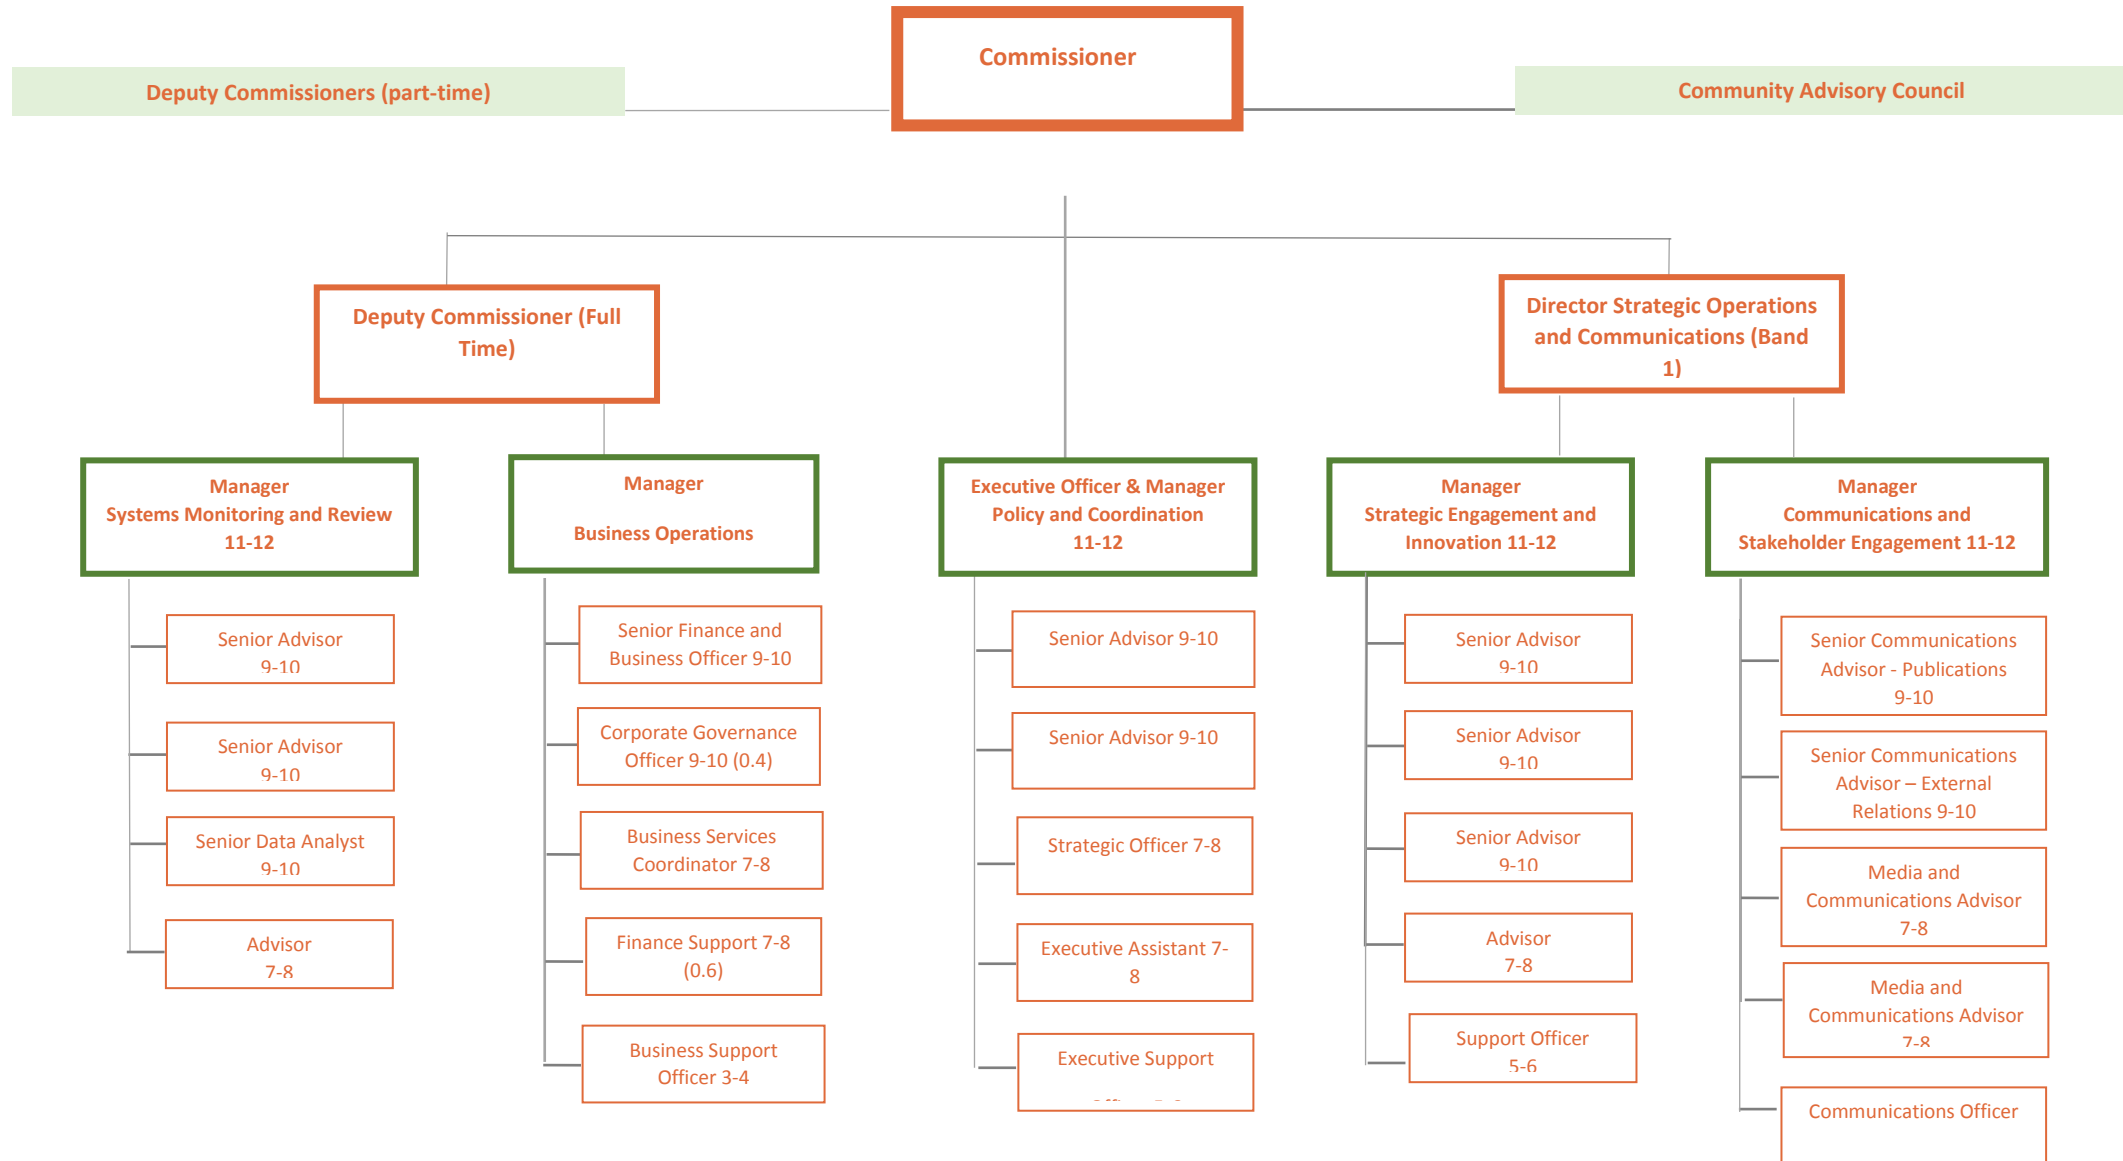 Commissioner
Deputy Commissioners (part-time)
Community Advisory Council
Deputy Commissioner (Full
Time)
Director Strategic Operations
and Communications (Band
1)
Manager
Systems Monitoring and Review
11-12
Manager
Business Operations
Executive Officer & Manager
Policy and Coordination
11-12
Manager
Strategic Engagement and
Innovation 11-12
Manager
Communications and
Stakeholder Engagement 11-12
Senior Advisor
9-10
Senior Advisor
9-10
Senior Data Analyst
9-10
Advisor
7-8
Senior Finance and
Business Officer 9-10
Corporate Governance
Officer 9-10 (0.4)
Business Services
Coordinator 7-8
Finance Support 7-8
(0.6)
Business Support
Officer 3-4
Senior Advisor 9-10
Senior Advisor 9-10
Strategic Officer 7-8
Executive Assistant 7-
8
Executive Support
Senior Advisor
9-10
Senior Advisor
9-10
Senior Advisor
9-10
Advisor
7-8
Support Officer
5-6
Senior Communications
Advisor - Publications
9-10
Senior Communications
Advisor – External
Relations 9-10
Media and
Communications Advisor
7-8
Media and
Communications Advisor
7-8
Communications Officer